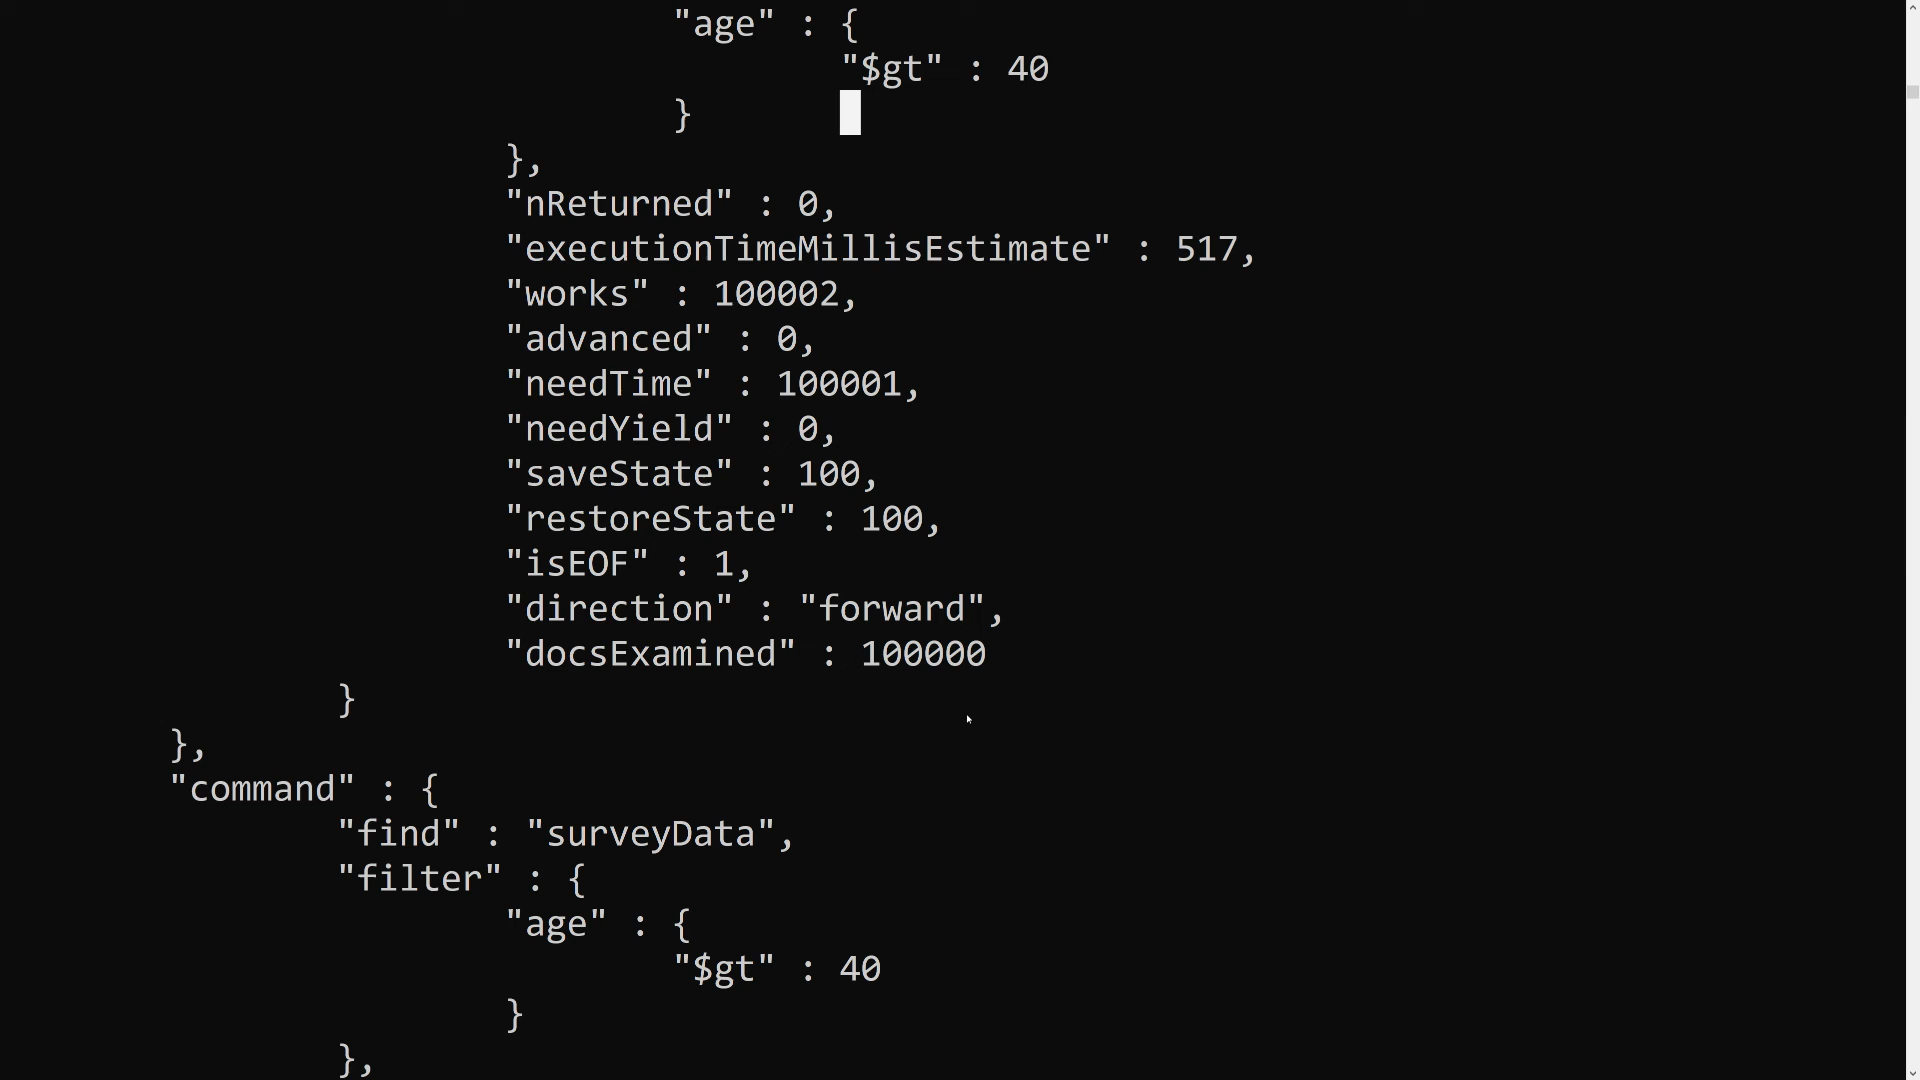 "age" : {
"$gt" : 40
}
},
"nReturned" : 0,
"executionTimeMillisEstimate" : 517,
"works" : 100002,
"advanced" : 0,
"needTime" : 100001,
"needYield" : 0,
"saveState" : 100,
"restoreState" : 100,
"isEOF" : 1,
"direction" : "forward",
"docsExamined" : 100000
}
},
"command" : {
"find" : "surveyData",
"filter" : {
"age" : {
"$gt" : 40
}
},